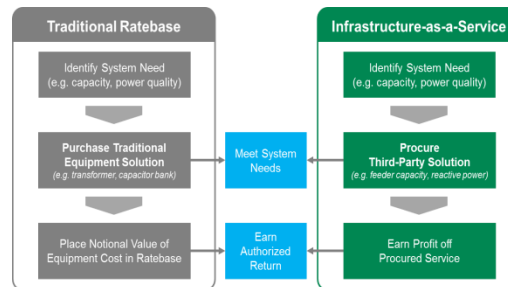 Traditional Ratebase
Infrastructure-as-a-Service
Identify System Need
(e.g. capacity, power quality)
Identify System Need
(e.g. capacity, power quality)
Purchase Traditional
Equipment Solution
(e.g. transformer, capacitor bank)
Meet System
Needs
Procure
Third-Party Solution
(e.g. feeder capacity, reactive power)
Place Notional Value of
Equipment Cost in Ratebase
Earn
Authorized
Return
Earn Profit off
Procured Service